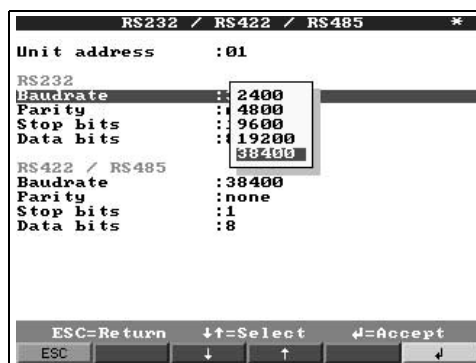 RS232 / RS422 / RS485 *
Unit address :01
RS232
Baudrate :
Parity :
Stop bits :
Data bits :
2400
4800
9600
19200
38400
RS422 / RS485
Baudrate :38400
Parity :none
Stop bits :1
Data bits :8
ESC=Return ↓↑=Select ↲=Accept
ESC ↓ ↑ ↲